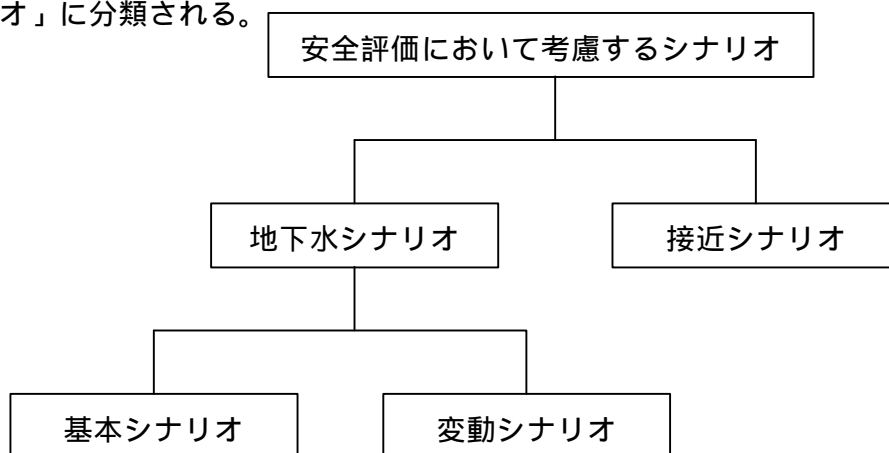 オ」に分類される。
安全評価において考慮するシナリオ
地下水シナリオ
接近シナリオ
基本シナリオ
変動シナリオ